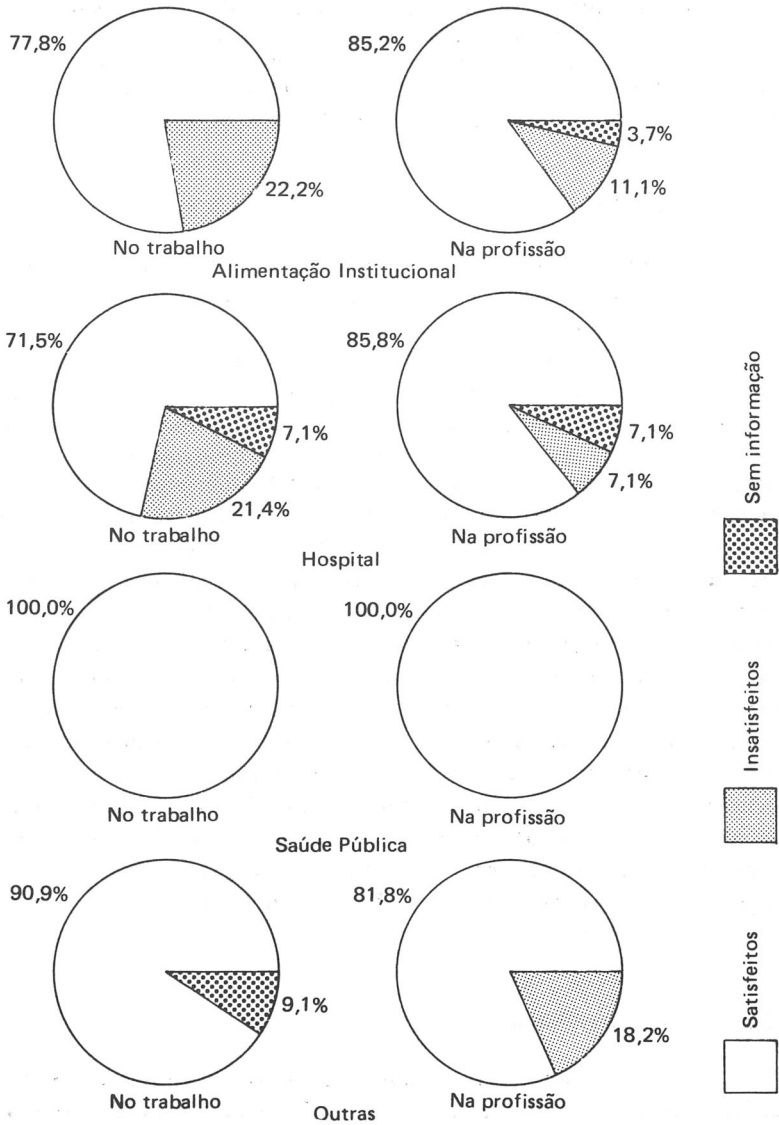 77,8%
85,2%
3,7%
22,2%
11,1%
No trabalho
Na profissão
Alimentação Institucional
71,5%
85,8%
7,1%
7,1%
21,4%
7,1%
No trabalho
Na profissão
Hospital
100,0%
100,0%
No trabalho
Na profissão
Saúde Pública
90,9%
81,8%
9,1%
18,2%
No trabalho
Na profissão
Outras
Sem informação
Insatisfeitos
Satisfeitos